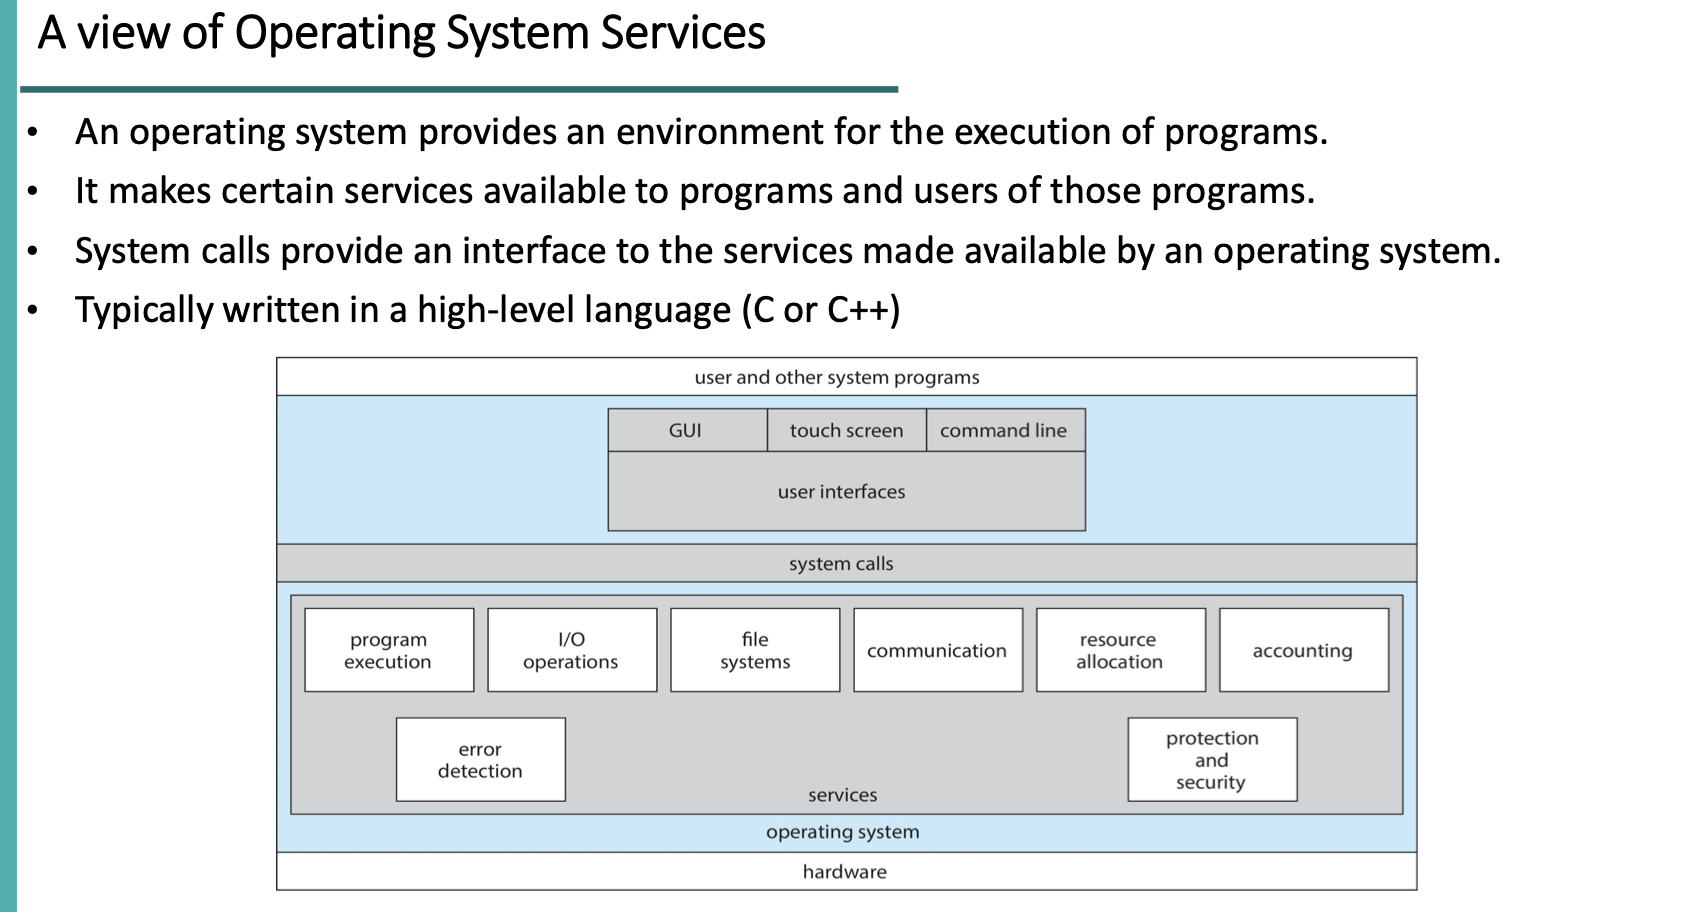 A view of Operating System Services
• An operating system provides an environment for the execution of programs.
• It makes certain services available to programs and users of those programs.
• System calls provide an interface to the services made available by an operating system.
• Typically written in a high-level language (C or C++)
user and other system programs
GUI
touch screen
command line
user interfaces
system calls
program
execution
I/O
operations
file
systems
communication
resource
allocation
accounting
error
detection
protection
and
security
services
operating system
hardware